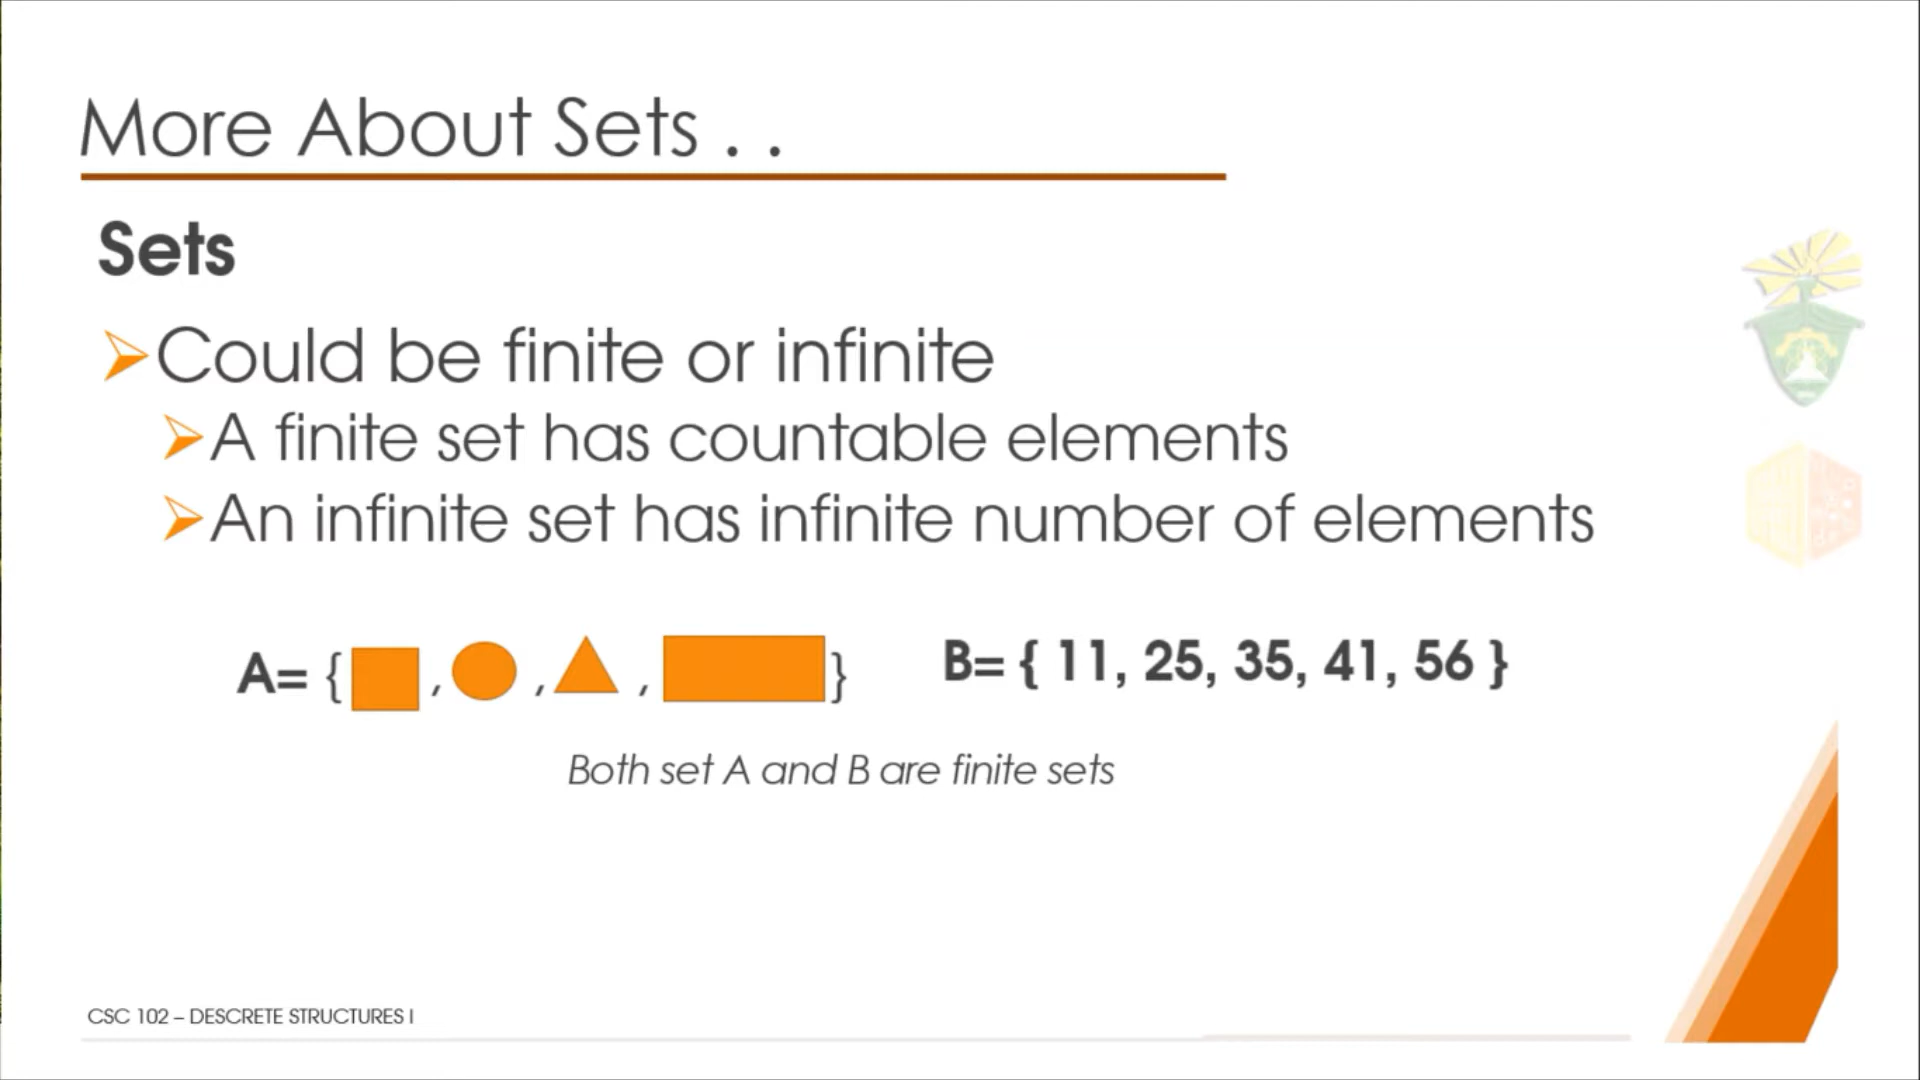 More About Sets . .
Sets
Could be finite or infinite
A finite set has countable elements
An infinite set has infinite number of elements
A= { , , , } B= { 11, 25, 35, 41, 56 }
Both set A and B are finite sets
CSC 102 – DESCRETE STRUCTURES I